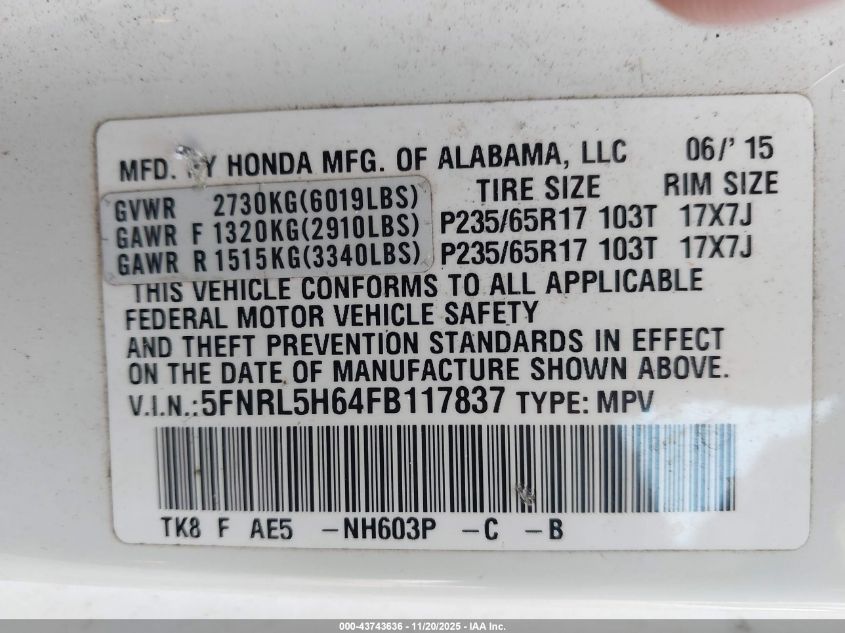 MFD. BY HONDA MFG. OF ALABAMA, LLC 06/' 15
TIRE SIZE RIM SIZE
GVWR 2730KG(6019LBS)
GAWR F 1320KG(2910LBS) P235/65R17 103T 17X7J
GAWR R 1515KG(3340LBS) P235/65R17 103T 17X7J
THIS VEHICLE CONFORMS TO ALL APPLICABLE
FEDERAL MOTOR VEHICLE SAFETY
AND THEFT PREVENTION STANDARDS IN EFFECT
ON THE DATE OF MANUFACTURE SHOWN ABOVE.
V.I.N.:5FNRL5H64FB117837 TYPE: MPV
TK8 F AE5 -NH603P -C -B
000-43743636 - 11/20/2025 - IAA Inc.